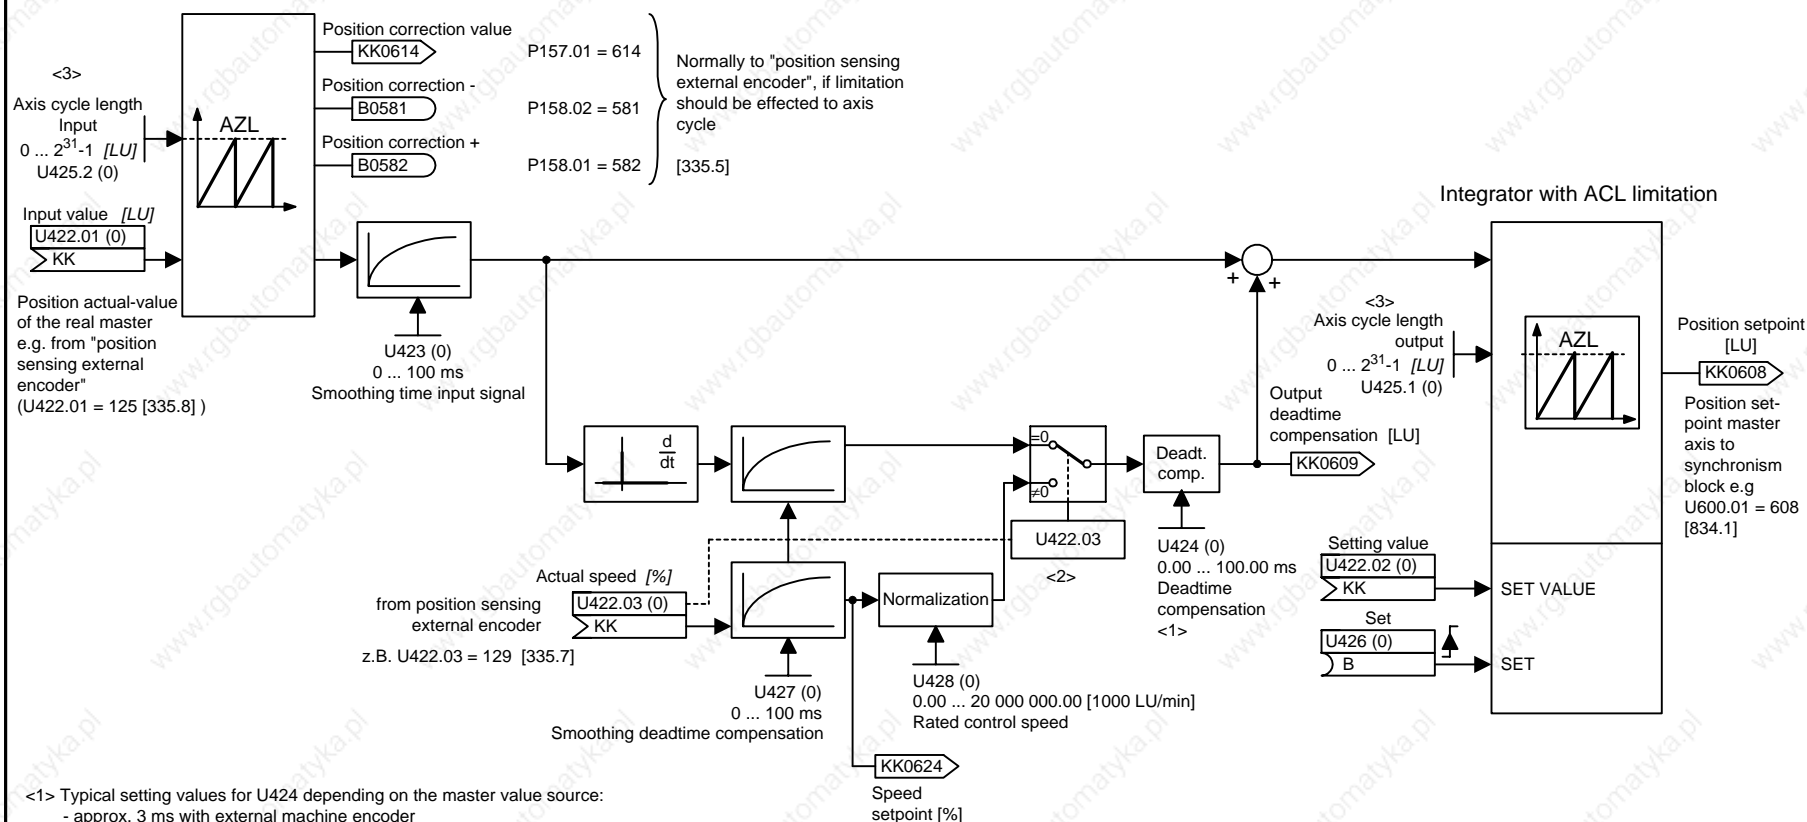 Position correction value
KK0614
P157.01 = 614
<3>
Axis cycle length
Input
0 ... 2^31-1 [LU]
U425.2 (0)
AZL
Position correction -
B0581
P158.02 = 581
Position correction +
B0582
P158.01 = 582
Normally to "position sensing
external encoder", if limitation
should be effected to axis
cycle
[335.5]
Input value [LU]
U422.01 (0)
KK
Position actual-value
of the real master
e.g. from "position
sensing external
encoder"
(U422.01 = 125 [335.8] )
U423 (0)
0 ... 100 ms
Smoothing time input signal
+
+
Integrator with ACL limitation
<3>
Axis cycle length
output
0 ... 2^31-1 [LU]
U425.1 (0)
AZL
Position setpoint
[LU]
KK0608
Position set-
point master
axis to
synchronism
block e.g
U600.01 = 608
[834.1]
d
dt
=0
≠0
U422.03
<2>
Deadt.
comp.
Output
deadtime
compensation [LU]
KK0609
U424 (0)
0.00 ... 100.00 ms
Deadtime
compensation
<1>
Actual speed [%]
U422.03 (0)
KK
from position sensing
external encoder
z.B. U422.03 = 129 [335.7]
U427 (0)
0 ... 100 ms
Smoothing deadtime compensation
Normalization
U428 (0)
0.00 ... 20 000 000.00 [1000 LU/min]
Rated control speed
KK0624
Speed
setpoint [%]
Setting value
U422.02 (0)
KK
SET VALUE
Set
U426 (0)
B
SET
<1> Typical setting values for U424 depending on the master value source:
- approx. 3 ms with external machine encoder
www.rgbautomatyka.pl